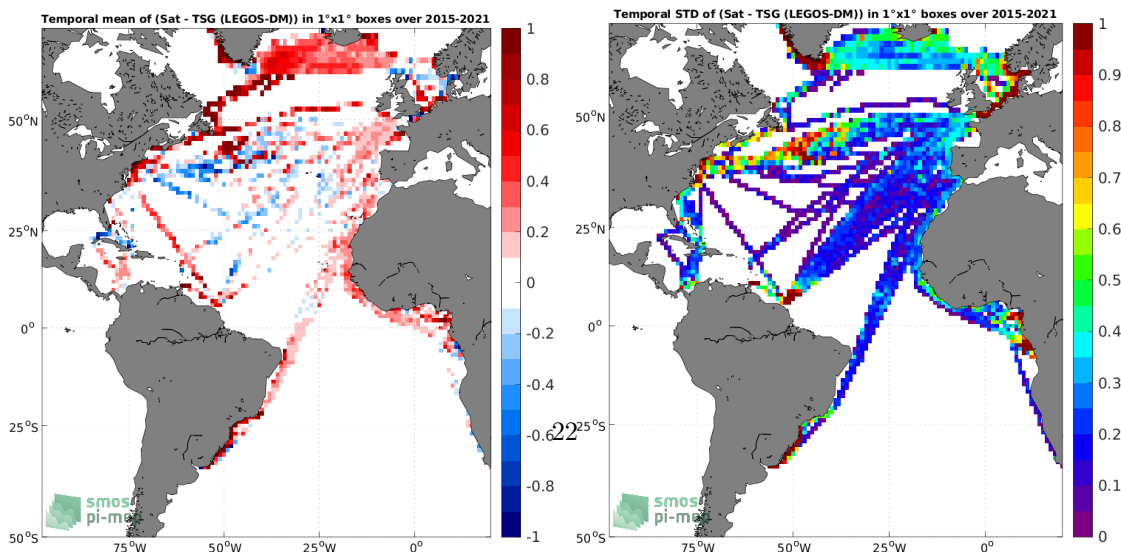 Temporal mean of (Sat - TSG (LEGOS-DM)) in 1°x1° boxes over 2015-2021
50°N
25°N
0°
25°S
50°S
75°W
50°W
25°W
0°
1
0.8
0.6
0.4
0.2
0
-0.2
-0.4
-0.6
-0.8
-1
smos
pi-mep
22
Temporal STD of (Sat - TSG (LEGOS-DM)) in 1°x1° boxes over 2015-2021
50°N
25°N
0°
25°S
50°S
75°W
50°W
25°W
0°
1
0.9
0.8
0.7
0.6
0.5
0.4
0.3
0.2
0.1
0
smos
pi-mep